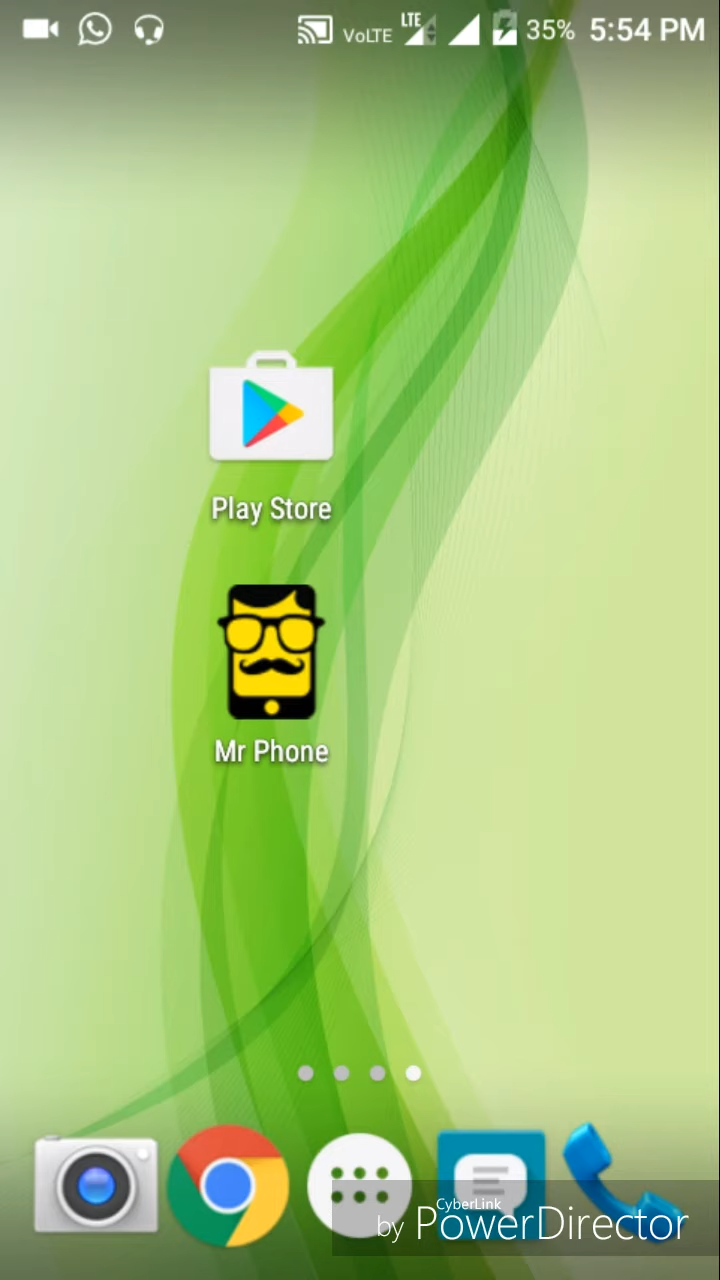 VoLTE LTE 35% 5:54 PM
Play Store
Mr Phone
CyberLink
by PowerDirector